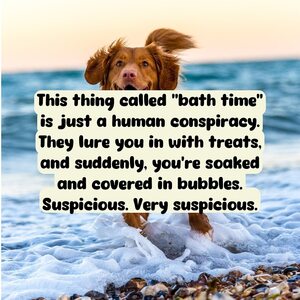 This thing called "bath time"
is just a human conspiracy.
They lure you in with treats,
and suddenly, you're soaked
and covered in bubbles.
Suspicious. Very suspicious.